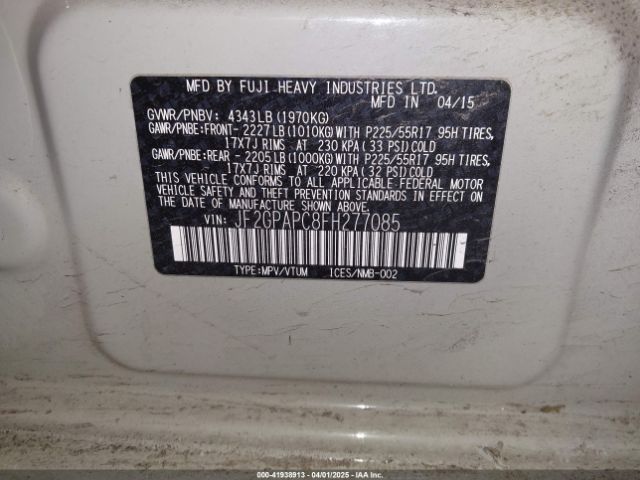 MFD BY FUJI HEAVY INDUSTRIES LTD.
MFD IN 04/15
GVWR/PNBV: 4343LB (1970KG)
GAWR/PNBE:FRONT- 2227LB (1010KG) WITH P225/55R17 95H TIRES,
17X7J RIMS AT 230 KPA (33 PSI) COLD
GAWR/PNBE:REAR - 2205LB (1000KG) WITH P225/55R17 95H TIRES,
17X7J RIMS AT 220 KPA (32 PSI) COLD
THIS VEHICLE CONFORMS TO ALL APPLICABLE FEDERAL MOTOR
VEHICLE SAFETY AND THEFT PREVENTION STANDARDS IN EFFECT ON
THE DATE OF MANUFACTURE SHOWN ABOVE.
VIN: JF2GPAPC8FH277085
TYPE:MPV/VTUM ICES/NMB-002
000-41938913 - 04/01/2025 - IAA Inc. Copyright